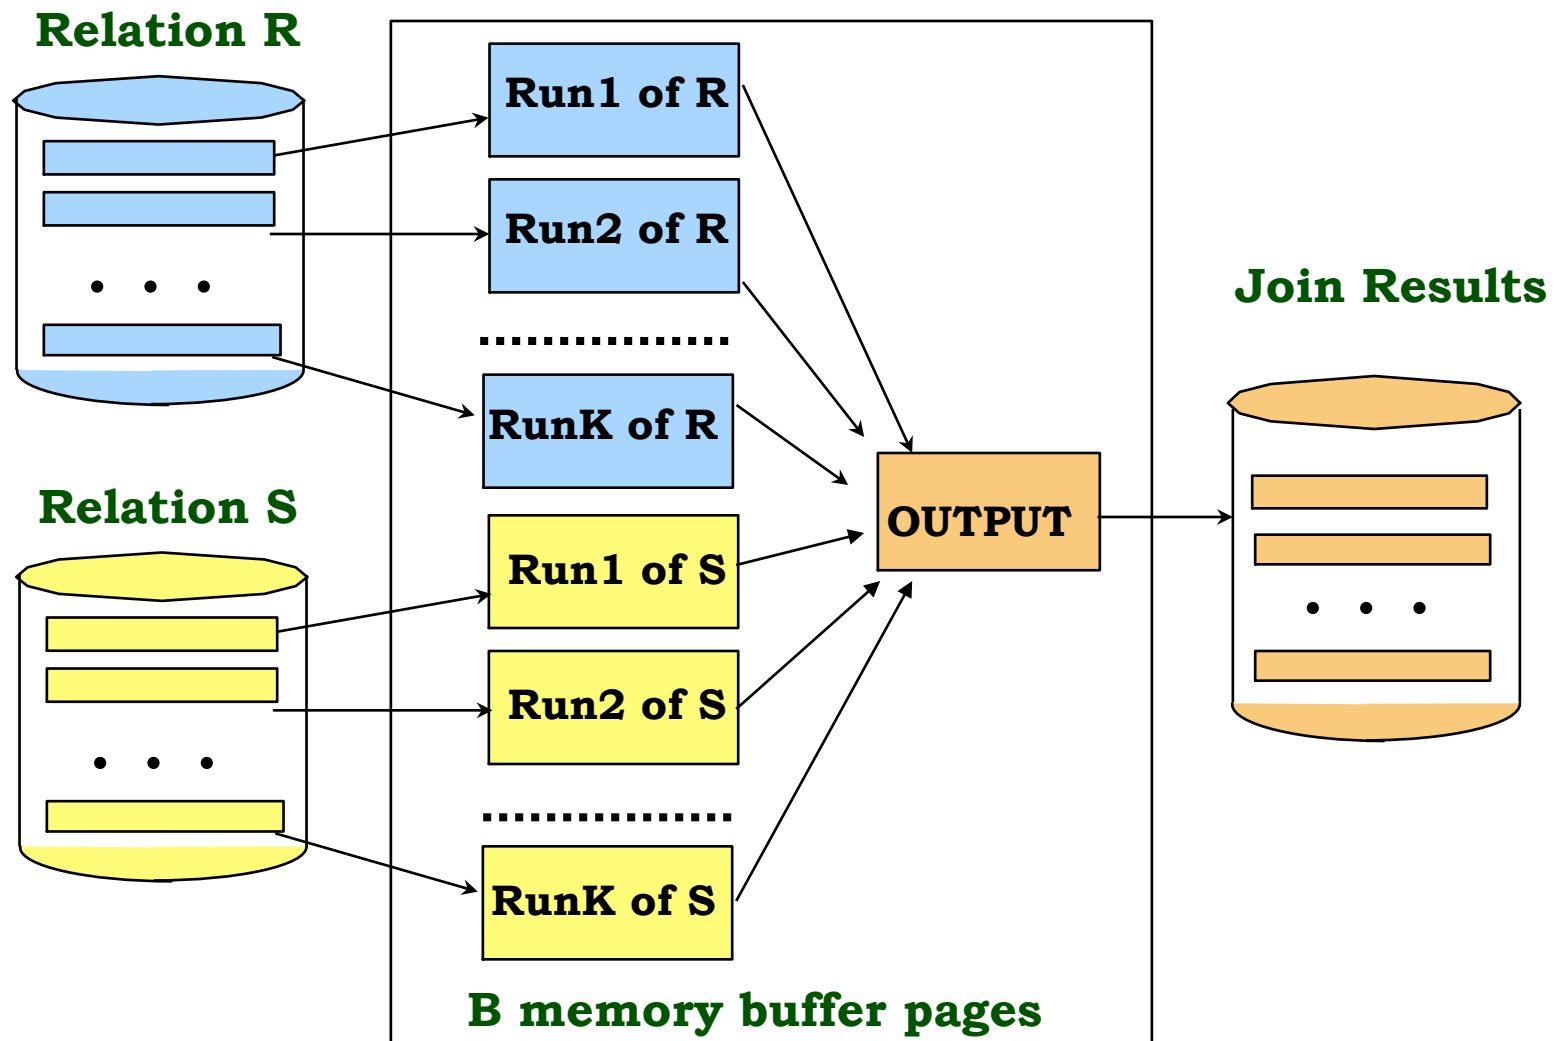 Relation R
Run1 of R
Run2 of R
RunK of R
Relation S
Run1 of S
Run2 of S
RunK of S
OUTPUT
Join Results
B memory buffer pages